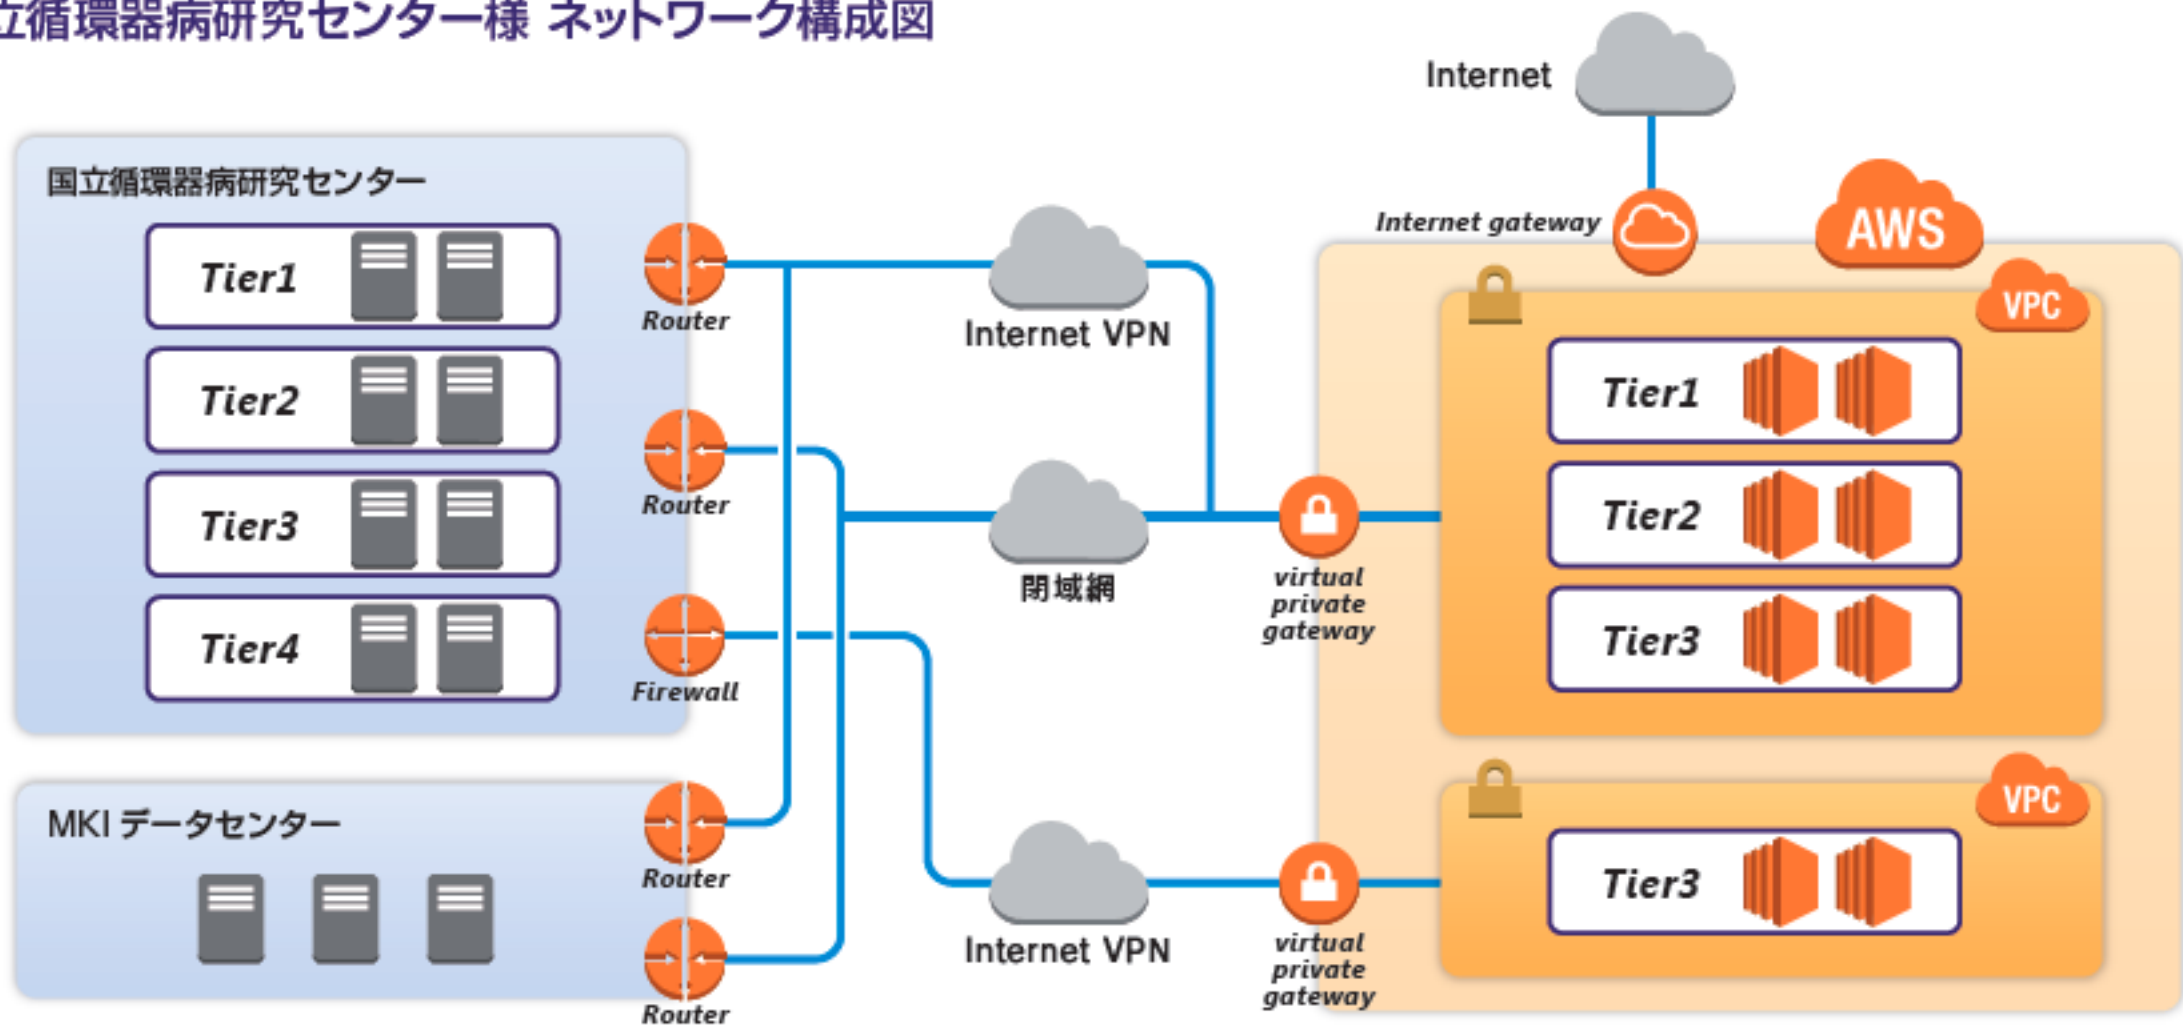 立循環器病研究センター様 ネットワーク構成図
Internet
国立循環器病研究センター
Internet gateway
AWS
VPC
Tier1
Tier2
Tier3
Tier4
Router
Router
Firewall
Internet VPN
閉域網
virtual
private
gateway
Tier1
Tier2
Tier3
MKI データセンター
Router
Router
Internet VPN
virtual
private
gateway
VPC
Tier3